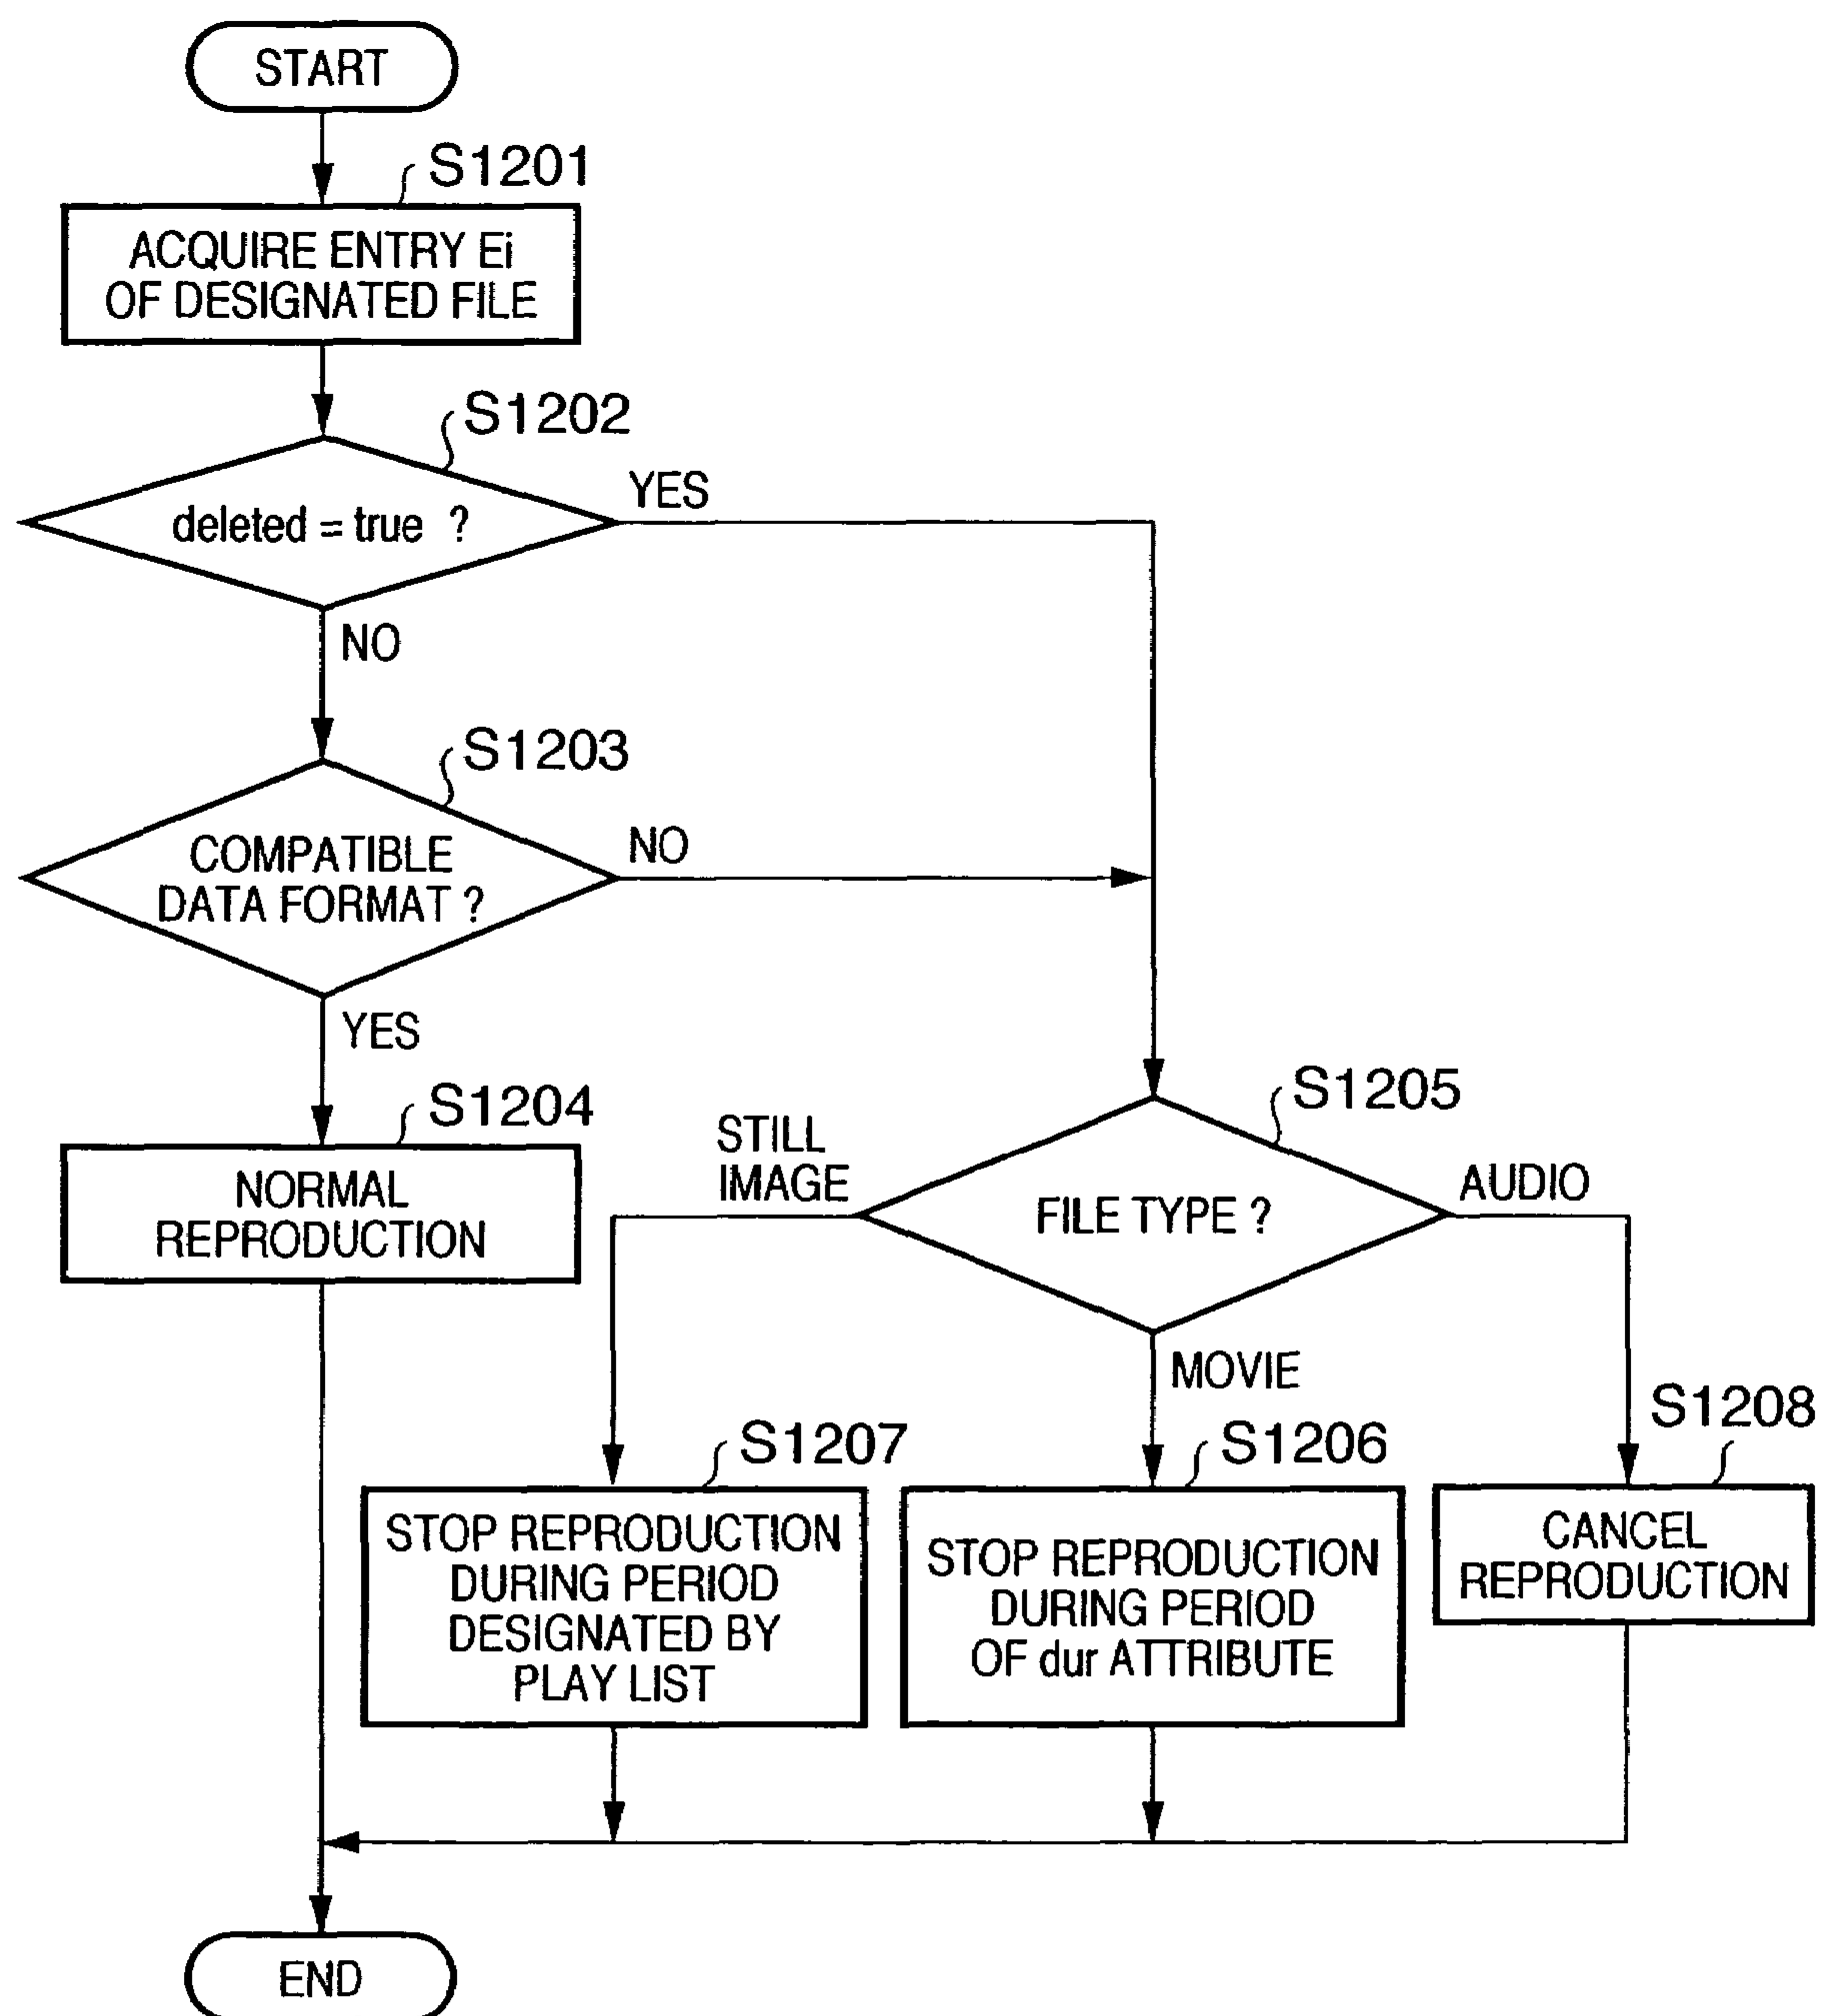 START
S1201
ACQUIRE ENTRY Ei
OF DESIGNATED FILE
S1202
deleted = true ?
YES
NO
S1203
COMPATIBLE
DATA FORMAT ?
NO
YES
S1204
NORMAL
REPRODUCTION
S1205
FILE TYPE ?
STILL
IMAGE
AUDIO
MOVIE
S1207
STOP REPRODUCTION
DURING PERIOD
DESIGNATED BY
PLAY LIST
S1206
STOP REPRODUCTION
DURING PERIOD
OF dur ATTRIBUTE
S1208
CANCEL
REPRODUCTION
END